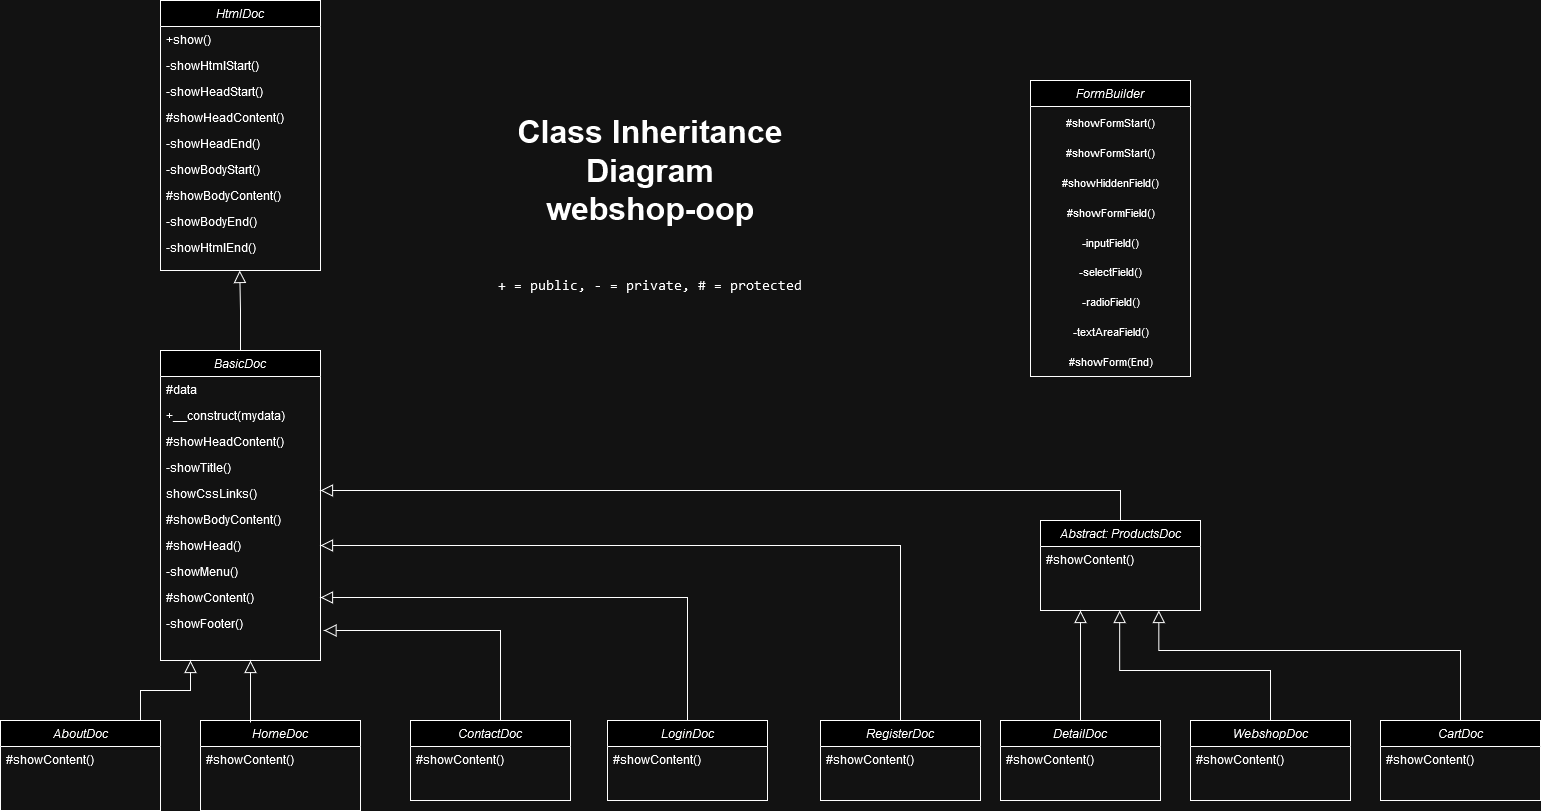 HtmlDoc
+show()
-showHtmlStart()
-showHeadStart()
#showHeadContent()
-showHeadEnd()
-showBodyStart()
#showBodyContent()
-showBodyEnd()
-showHtmlEnd()
Class Inheritance
Diagram
webshop-oop
+ = public, - = private, # = protected
FormBuilder
#showFormStart()
#showFormStart()
#showHiddenField()
#showFormField()
-inputField()
-selectField()
-radioField()
-textAreaField()
#showForm(End)
BasicDoc
#data
+__construct(mydata)
#showHeadContent()
-showTitle()
showCssLinks()
#showBodyContent()
#showHead()
-showMenu()
#showContent()
-showFooter()
Abstract: ProductsDoc
#showContent()
AboutDoc
#showContent()
HomeDoc
#showContent()
ContactDoc
#showContent()
LoginDoc
#showContent()
RegisterDoc
#showContent()
DetailDoc
#showContent()
WebshopDoc
#showContent()
CartDoc
#showContent()